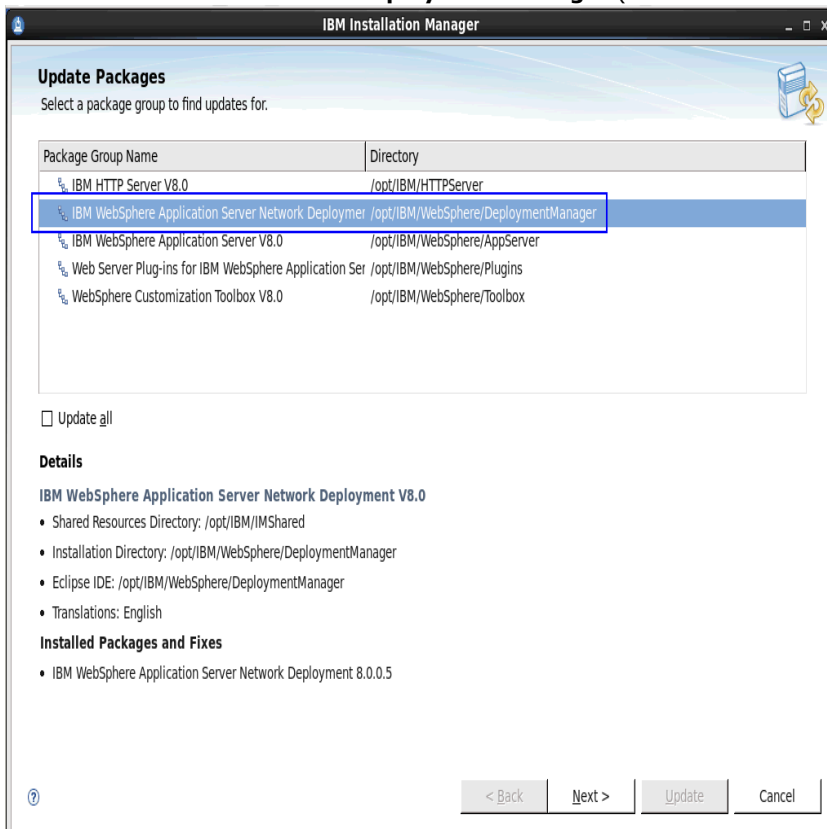 IBM Installation Manager
Update Packages
Select a package group to find updates for.
Package Group Name Directory
IBM HTTP Server V8.0 /opt/IBM/HTTPServer
IBM WebSphere Application Server Network Deploymer /opt/IBM/WebSphere/DeploymentManager
IBM WebSphere Application Server V8.0 /opt/IBM/WebSphere/AppServer
Web Server Plug-ins for IBM WebSphere Application Ser /opt/IBM/WebSphere/Plugins
WebSphere Customization Toolbox V8.0 /opt/IBM/WebSphere/Toolbox
Update all
Details
IBM WebSphere Application Server Network Deployment V8.0
• Shared Resources Directory: /opt/IBM/IMShared
• Installation Directory: /opt/IBM/WebSphere/DeploymentManager
• Eclipse IDE: /opt/IBM/WebSphere/DeploymentManager
• Translations: English
Installed Packages and Fixes
• IBM WebSphere Application Server Network Deployment 8.0.0.5
< Back Next > Update Cancel